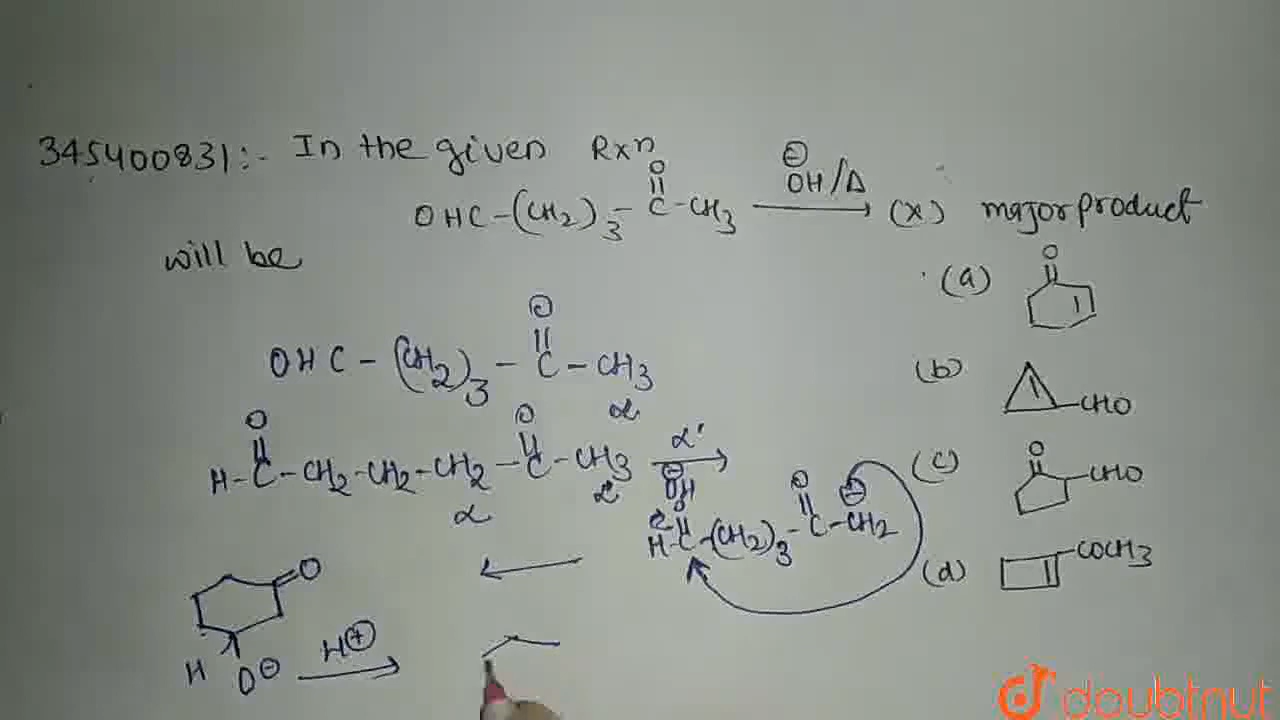 345400831:- In the given Rxn
OHC-(CH2)3-C-CH3 ⊖OH/Δ (x) major product
O
will be
(a) O
OHC-(CH2)3-C-CH3
O
α
(b) CHO
H-C-CH2-CH2-CH2-C-CH3 α'
O O
α α
⊖OH
(c) O CHO
H-C-(CH2)3-C-CH2
O O ⊖
(d) COCH3
O
H O⊖ H⊕
doubtnut